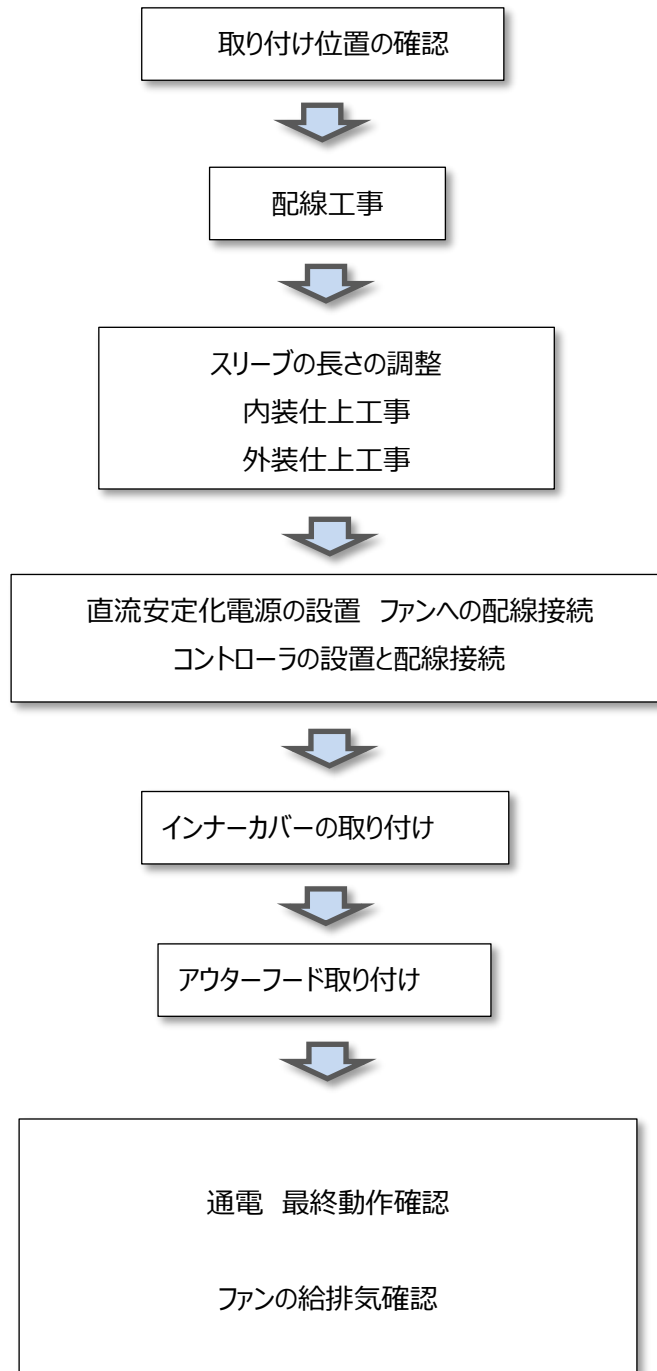 取り付け位置の確認
配線工事
スリーブの長さの調整
内装仕上工事
外装仕上工事
直流安定化電源の設置　ファンへの配線接続
コントローラの設置と配線接続
インナーカバーの取り付け
アウターフード取り付け
通電　最終動作確認
ファンの給排気確認